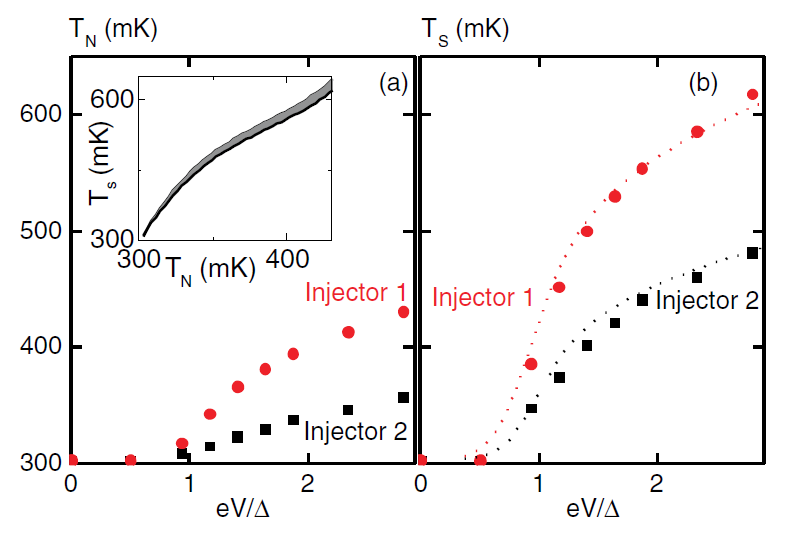 T_N (mK) T_S (mK)
(a) (b)
600
500
400
300
600
300
T_s (mK)
300 400
T_N (mK)
Injector 1
Injector 2
Injector 1
Injector 2
0 1 2
eV/Δ
0 1 2
eV/Δ